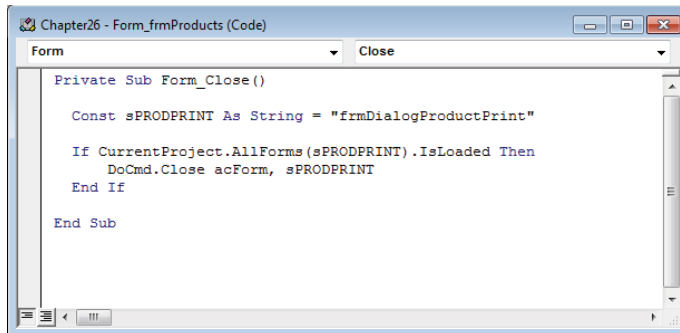 Chapter26 - Form_frmProducts (Code)
Form Close
Private Sub Form_Close()
Const sPRODPRINT As String = "frmDialogProductPrint"
If CurrentProject.AllForms(sPRODPRINT).IsLoaded Then
DoCmd.Close acForm, sPRODPRINT
End If
End Sub